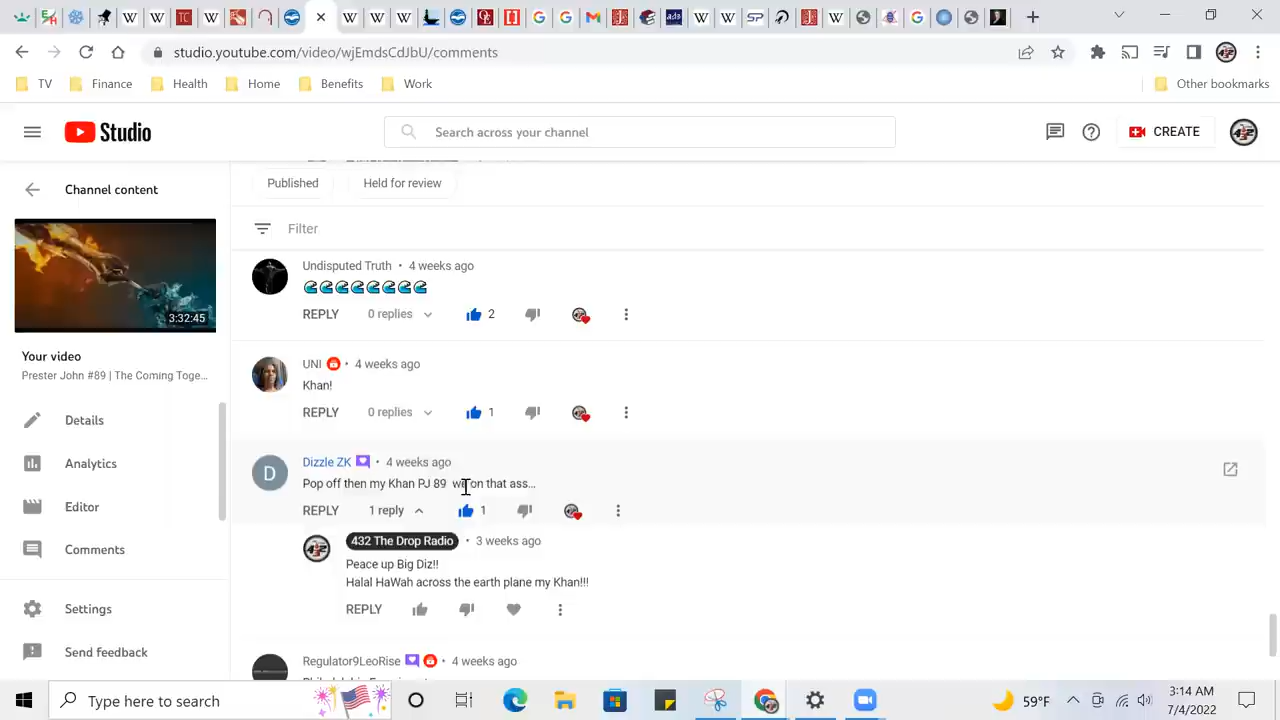 studio.youtube.com/video/wjEmdsCdJbU/comments
TV Finance Health Home Benefits Work Other bookmarks
Studio
Search across your channel
CREATE
Channel content
Published Held for review
Filter
3:32:45
Your video
Prester John #89 | The Coming Toge...
Details
Analytics
Editor
Comments
Settings
Send feedback
Undisputed Truth • 4 weeks ago
REPLY 0 replies 2
UNI • 4 weeks ago
Khan!
REPLY 0 replies 1
D
Dizzle ZK • 4 weeks ago
Pop off then my Khan PJ 89 we on that ass...
REPLY 1 reply 1
432 The Drop Radio • 3 weeks ago
Peace up Big Diz!!
Halal HaWah across the earth plane my Khan!!!
REPLY
Regulator9LeoRise • 4 weeks ago
Type here to search
59°F
3:14 AM
7/4/2022